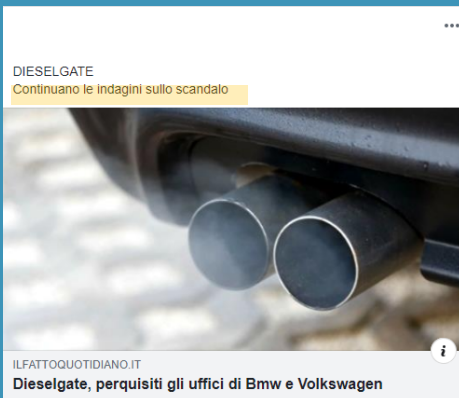 DIESELGATE
Continuano le indagini sullo scandalo
i
ILFATTOQUOTIDIANO.IT
Dieselgate, perquisiti gli uffici di Bmw e Volkswagen